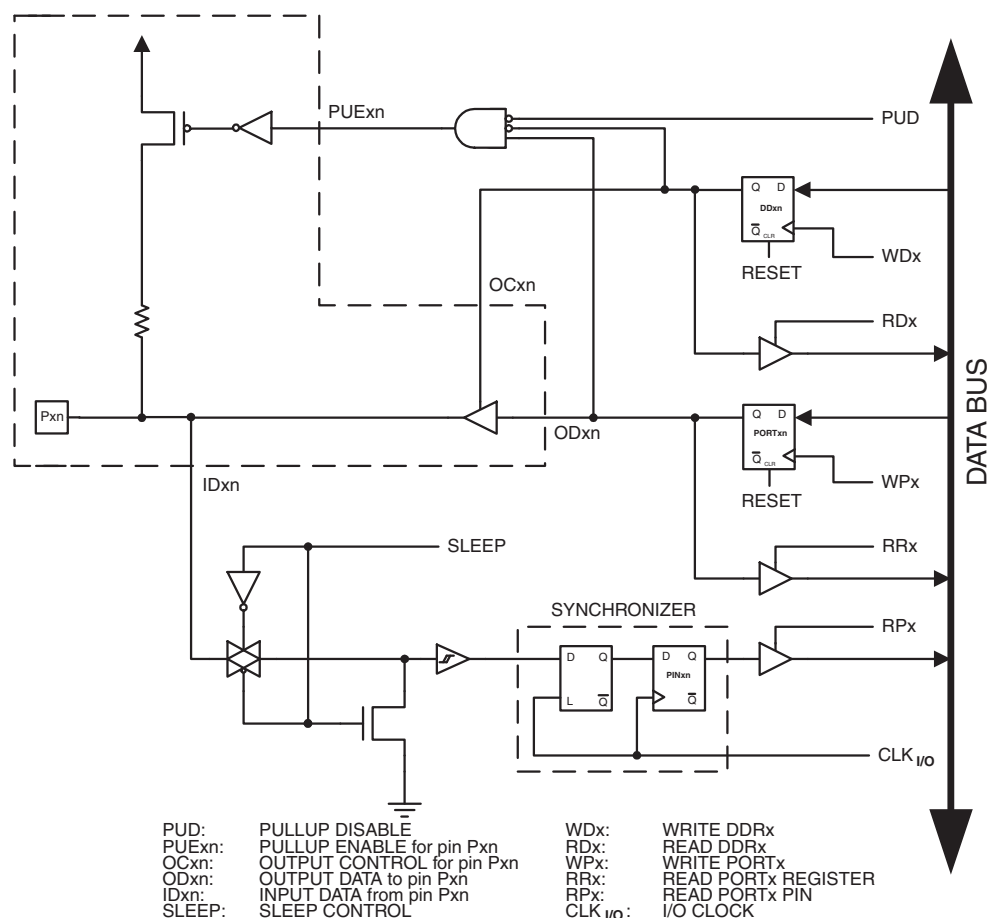 PUExn
PUD
Q D
DDxn
Q CLR
WDx
RESET
OCxn
RDx
Pxn
Q D
ODxn
PORTxn
Q CLR
WPx
RESET
IDxn
DATA BUS
SLEEP
RRx
SYNCHRONIZER
RPx
D Q
D Q
PINxn
L Q
Q
CLK I/O
PUD: PULLUP DISABLE
PUExn: PULLUP ENABLE for pin Pxn
OCxn: OUTPUT CONTROL for pin Pxn
ODxn: OUTPUT DATA to pin Pxn
IDxn: INPUT DATA from pin Pxn
SLEEP: SLEEP CONTROL
WDx: WRITE DDRx
RDx: READ DDRx
WPx: WRITE PORTx
RRx: READ PORTx REGISTER
RPx: READ PORTx PIN
CLK I/O: I/O CLOCK